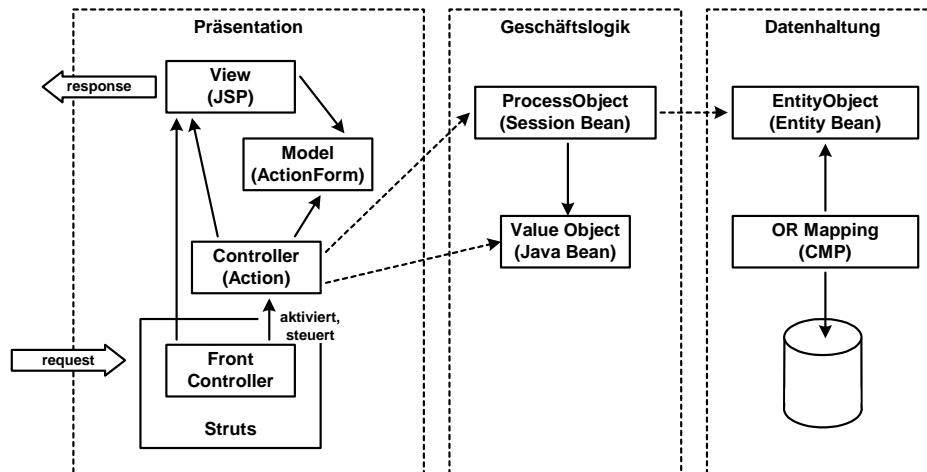 Präsentation
Geschäftslogik
Datenhaltung
response
View
(JSP)
Model
(ActionForm)
Controller
(Action)
aktiviert,
steuert
request
Front
Controller
Struts
ProcessObject
(Session Bean)
Value Object
(Java Bean)
EntityObject
(Entity Bean)
OR Mapping
(CMP)